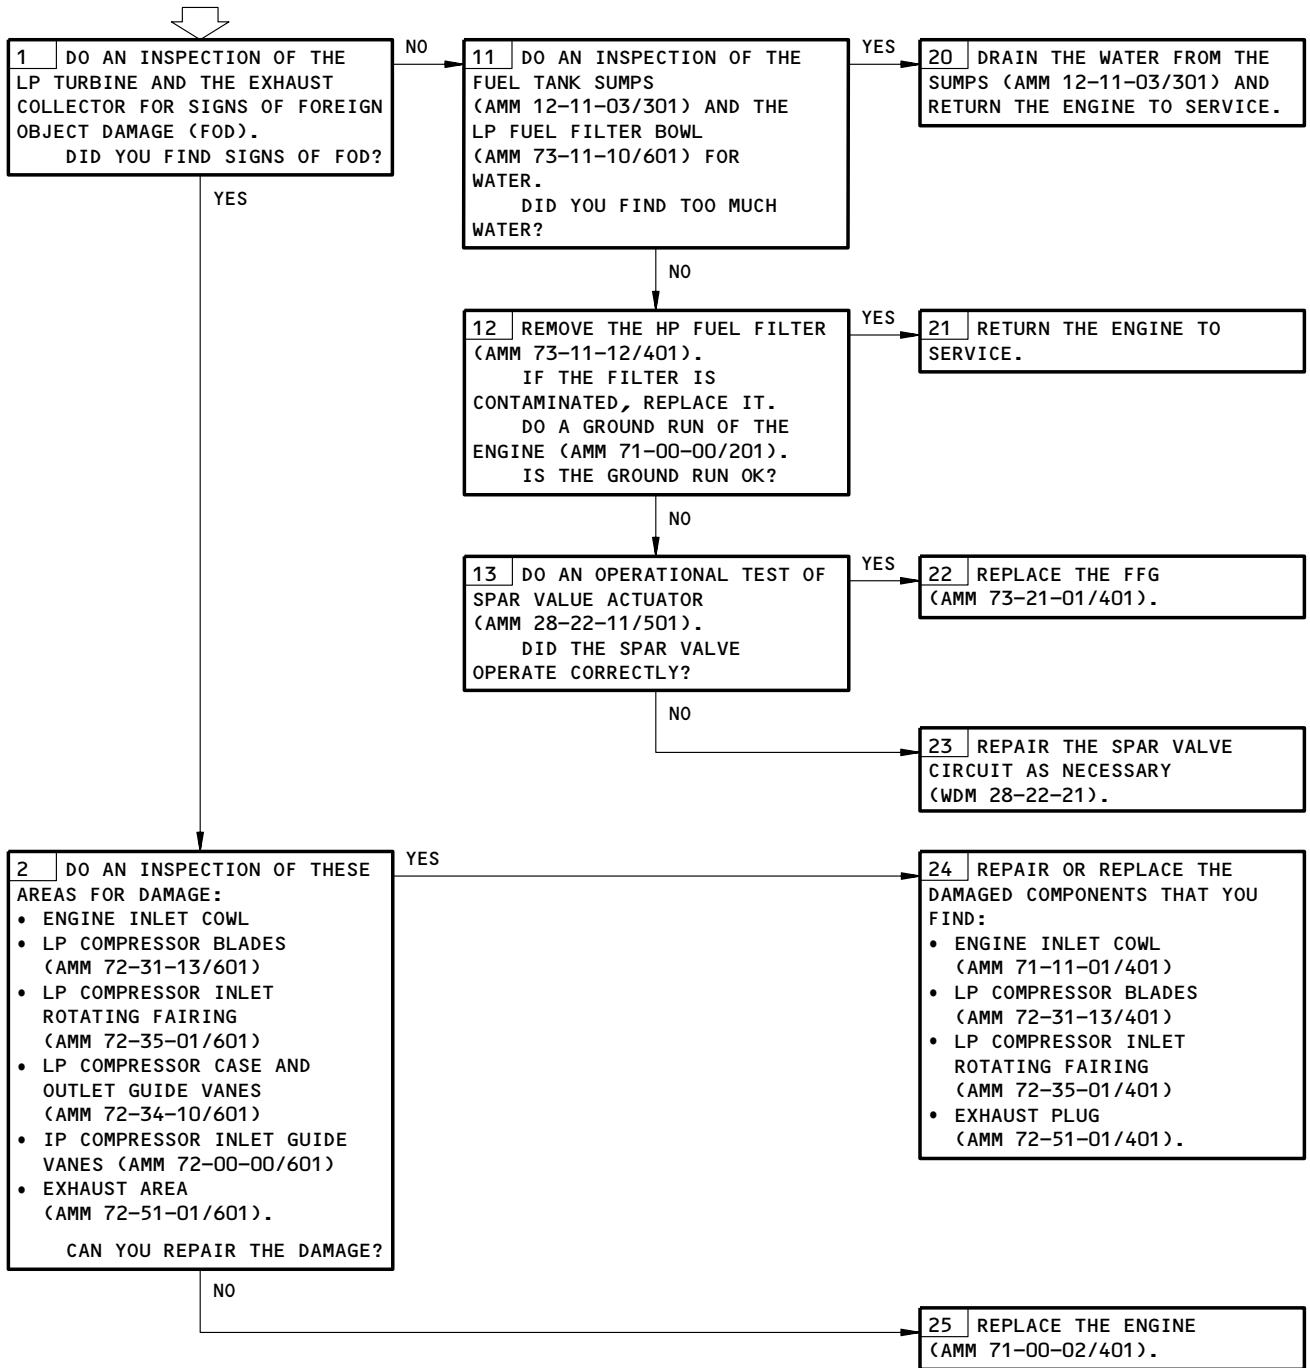 1 DO AN INSPECTION OF THE
LP TURBINE AND THE EXHAUST
COLLECTOR FOR SIGNS OF FOREIGN
OBJECT DAMAGE (FOD).
DID YOU FIND SIGNS OF FOD?
NO
YES
11 DO AN INSPECTION OF THE
FUEL TANK SUMPS
(AMM 12-11-03/301) AND THE
LP FUEL FILTER BOWL
(AMM 73-11-10/601) FOR
WATER.
DID YOU FIND TOO MUCH
WATER?
YES
NO
20 DRAIN THE WATER FROM THE
SUMPS (AMM 12-11-03/301) AND
RETURN THE ENGINE TO SERVICE.
12 REMOVE THE HP FUEL FILTER
(AMM 73-11-12/401).
IF THE FILTER IS
CONTAMINATED, REPLACE IT.
DO A GROUND RUN OF THE
ENGINE (AMM 71-00-00/201).
IS THE GROUND RUN OK?
YES
NO
21 RETURN THE ENGINE TO
SERVICE.
13 DO AN OPERATIONAL TEST OF
SPAR VALUE ACTUATOR
(AMM 28-22-11/501).
DID THE SPAR VALVE
OPERATE CORRECTLY?
YES
NO
22 REPLACE THE FFG
(AMM 73-21-01/401).
23 REPAIR THE SPAR VALVE
CIRCUIT AS NECESSARY
(WDM 28-22-21).
2 DO AN INSPECTION OF THESE
AREAS FOR DAMAGE:
• ENGINE INLET COWL
• LP COMPRESSOR BLADES
(AMM 72-31-13/601)
• LP COMPRESSOR INLET
ROTATING FAIRING
(AMM 72-35-01/601)
• LP COMPRESSOR CASE AND
OUTLET GUIDE VANES
(AMM 72-34-10/601)
• IP COMPRESSOR INLET GUIDE
VANES (AMM 72-00-00/601)
• EXHAUST AREA
(AMM 72-51-01/601).
CAN YOU REPAIR THE DAMAGE?
YES
NO
24 REPAIR OR REPLACE THE
DAMAGED COMPONENTS THAT YOU
FIND:
• ENGINE INLET COWL
(AMM 71-11-01/401)
• LP COMPRESSOR BLADES
(AMM 72-31-13/401)
• LP COMPRESSOR INLET
ROTATING FAIRING
(AMM 72-35-01/401)
• EXHAUST PLUG
(AMM 72-51-01/401).
25 REPLACE THE ENGINE
(AMM 71-00-02/401).